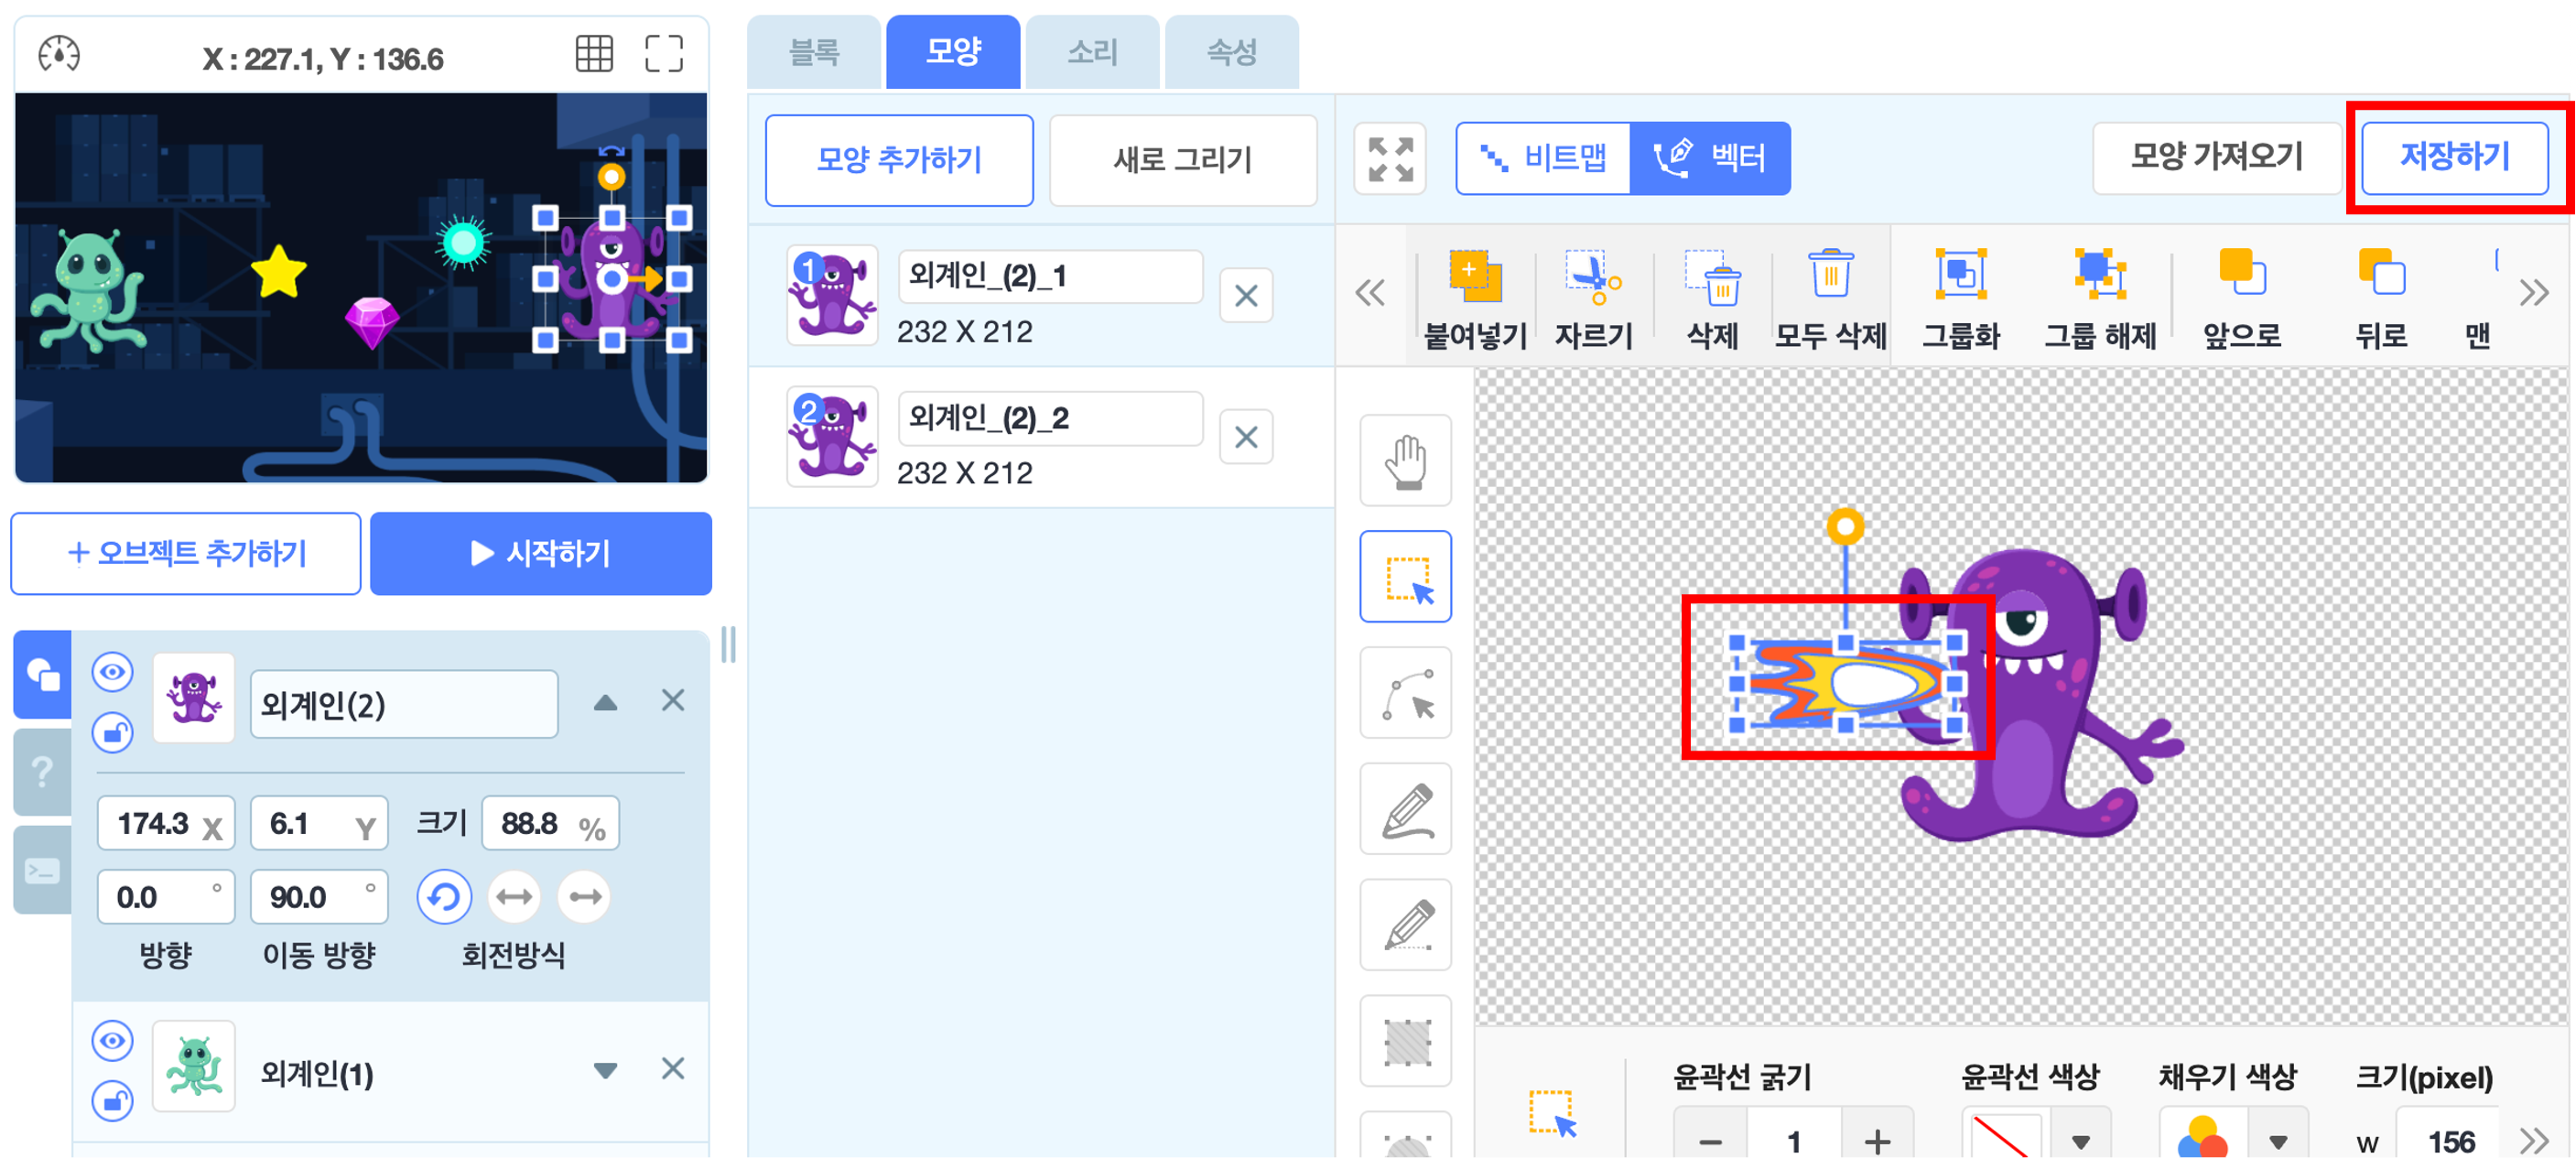 X : 227.1, Y : 136.6
블록
모양
소리
속성
모양 추가하기
새로 그리기
비트맵
벡터
모양 가져오기
저장하기
1
외계인_(2)_1
232 X 212
2
외계인_(2)_2
232 X 212
붙여넣기
자르기
삭제
모두 삭제
그룹화
그룹 해제
앞으로
뒤로
맨
+ 오브젝트 추가하기
시작하기
?
외계인(2)
174.3 X
6.1 Y
크기
88.8 %
0.0 °
90.0 °
방향
이동 방향
회전방식
외계인(1)
윤곽선 굵기
윤곽선 색상
채우기 색상
크기(pixel)
− 1 +
w 156